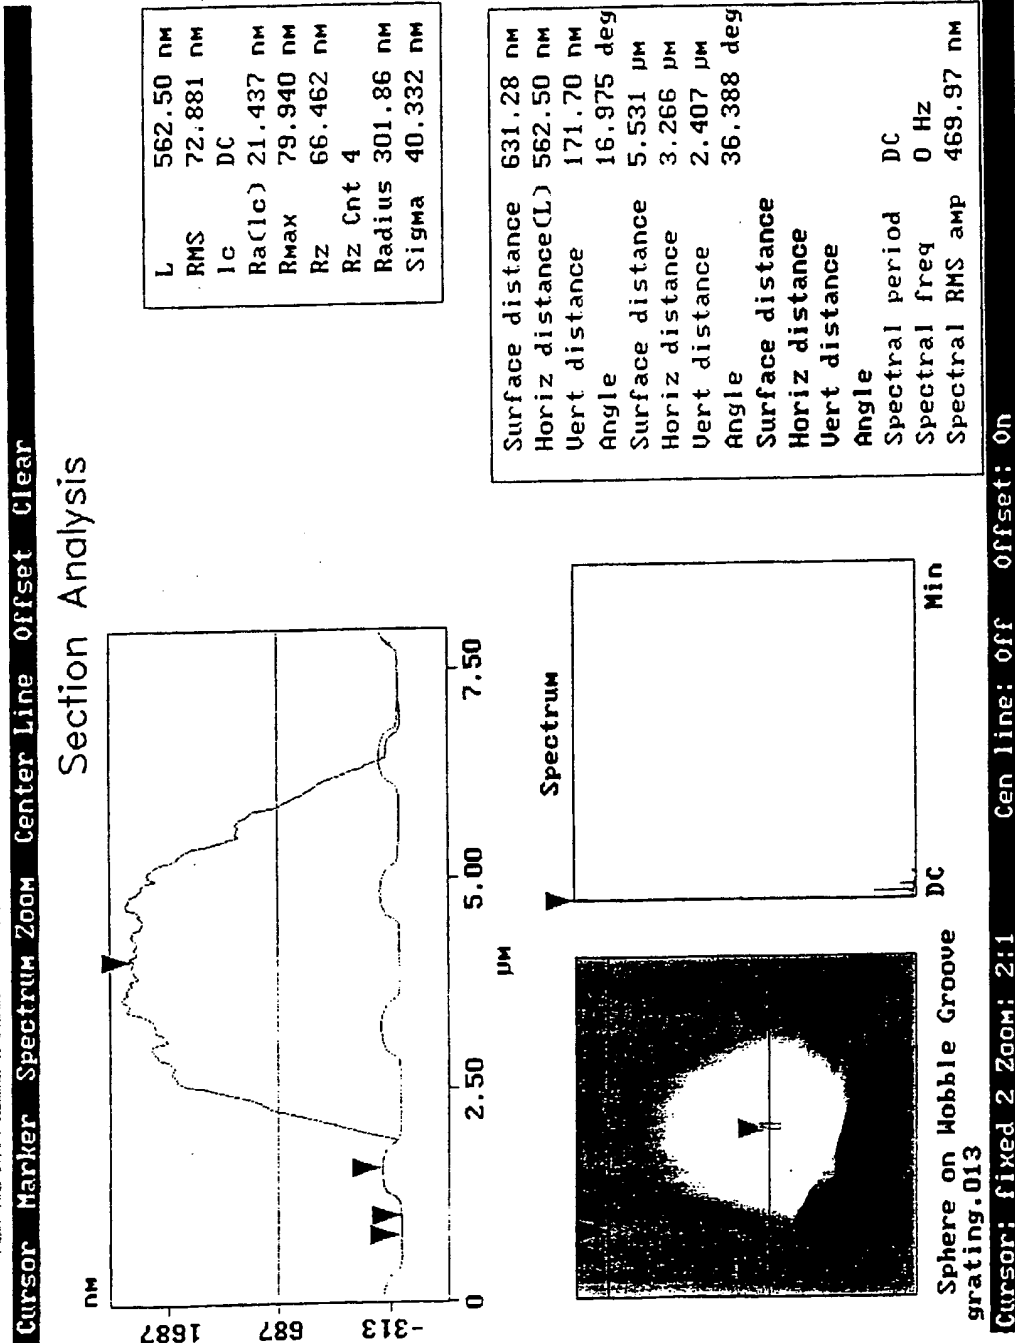 Cursor Marker Spectrum Zoom Center Line Offset Clear
Section Analysis
nm
1687
687
-313
0
2.50
5.00
7.50
µm
L 562.50 nm
RMS 72.881 nm
lc DC
Ra(lc) 21.437 nm
Rmax 79.940 nm
Rz 66.462 nm
Rz Cnt 4
Radius 301.86 nm
Sigma 40.332 nm
Spectrum
DC
Min
Surface distance 631.28 nm
Horiz distance(L) 562.50 nm
Vert distance 171.70 nm
Angle 16.975 deg
Surface distance 5.531 µm
Horiz distance 3.266 µm
Vert distance 2.407 µm
Angle 36.388 deg
Surface distance
Horiz distance
Vert distance
Angle
Spectral period DC
Spectral freq 0 Hz
Spectral RMS amp 469.97 nm
Sphere on Wobble Groove
grating.013
Cursor: fixed 2 Zoom: 2:1 Cen line: Off Offset: On